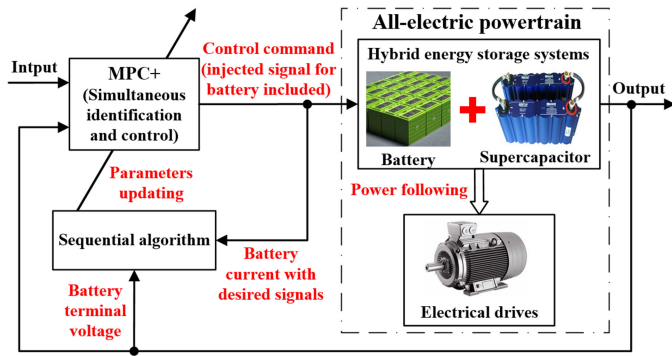 All-electric powertrain
Intput
MPC+
(Simultaneous
identification
and control)
Control command
(injected signal for
battery included)
Hybrid energy storage systems
Battery
Supercapacitor
Output
Parameters
updating
Power following
Sequential algorithm
Battery
current with
desired signals
Battery
terminal
voltage
Electrical drives